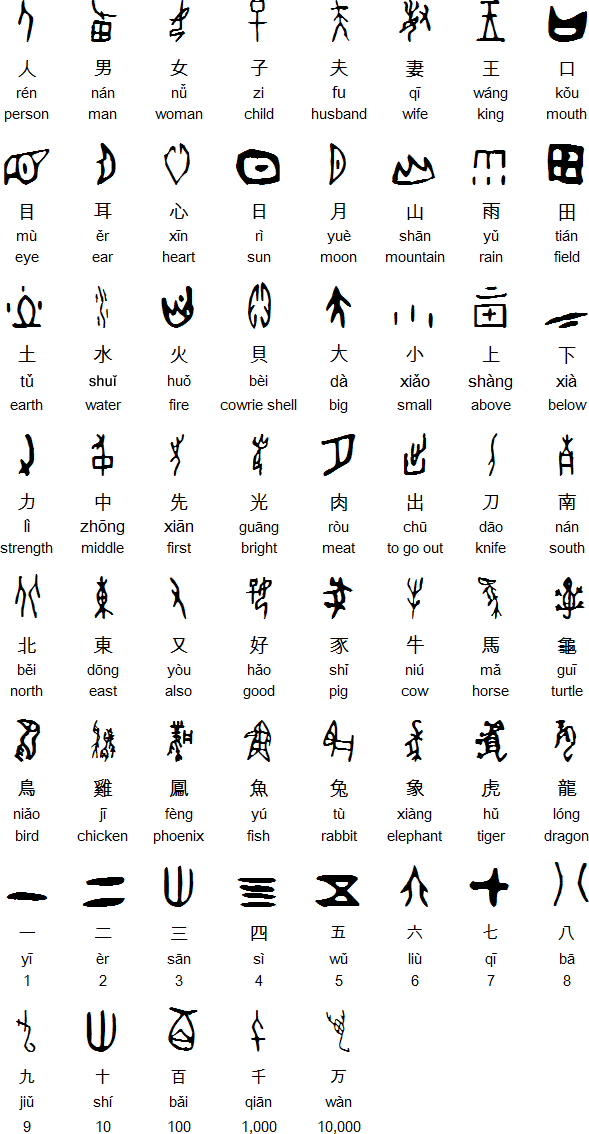 人 男 女 子 夫 妻 王 口
rén nán nǚ zi fu qī wáng kǒu
person man woman child husband wife king mouth
目 耳 心 日 月 山 雨 田
mù ěr xīn rì yuè shān yǔ tián
eye ear heart sun moon mountain rain field
土 水 火 貝 大 小 上 下
tǔ shuǐ huǒ bèi dà xiǎo shàng xià
earth water fire cowrie shell big small above below
力 中 先 光 肉 出 刀 南
lì zhōng xiān guāng ròu chū dāo nán
strength middle first bright meat to go out knife south
北 東 又 好 豕 牛 馬 龜
běi dōng yòu hǎo shǐ niú mǎ guī
north east also good pig cow horse turtle
鳥 雞 鳳 魚 兔 象 虎 龍
niǎo jī fèng yú tù xiàng hǔ lóng
bird chicken phoenix fish rabbit elephant tiger dragon
一 二 三 四 五 六 七 八
yī èr sān sì wǔ liù qī bā
1 2 3 4 5 6 7 8
九 十 百 千 万
jiǔ shí bǎi qiān wàn
9 10 100 1,000 10,000